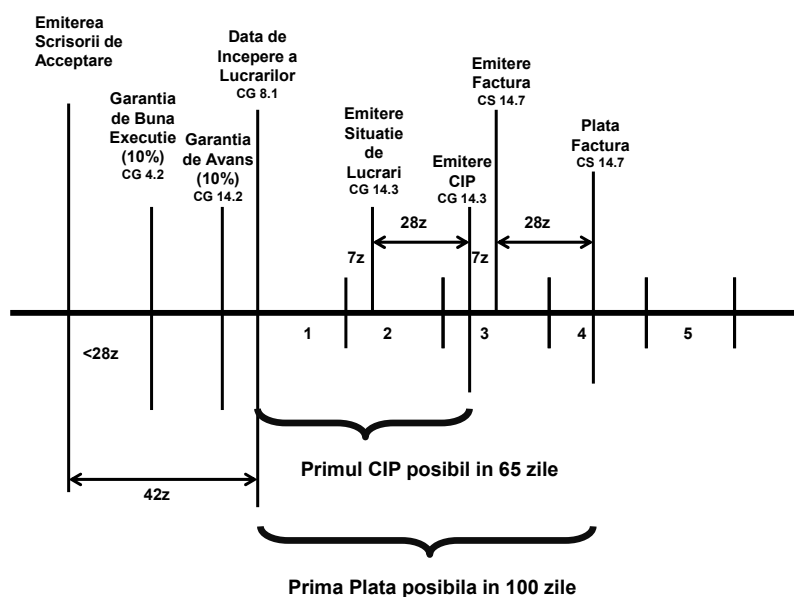 Emiterea
Scrisorii de
Acceptare
Garantia
de Buna
Executie
(10%)
CG 4.2
Garantia
de Avans
(10%)
CG 14.2
Data de
Incepere a
Lucrarilor
CG 8.1
Emitere
Situatie
de
Lucrari
CG 14.3
Emitere
CIP
CG 14.3
Emitere
Factura
CS 14.7
Plata
Factura
CS 14.7
28z
28z
7z
7z
1
2
3
4
5
<28z
42z
Primul CIP posibil in 65 zile
Prima Plata posibila in 100 zile